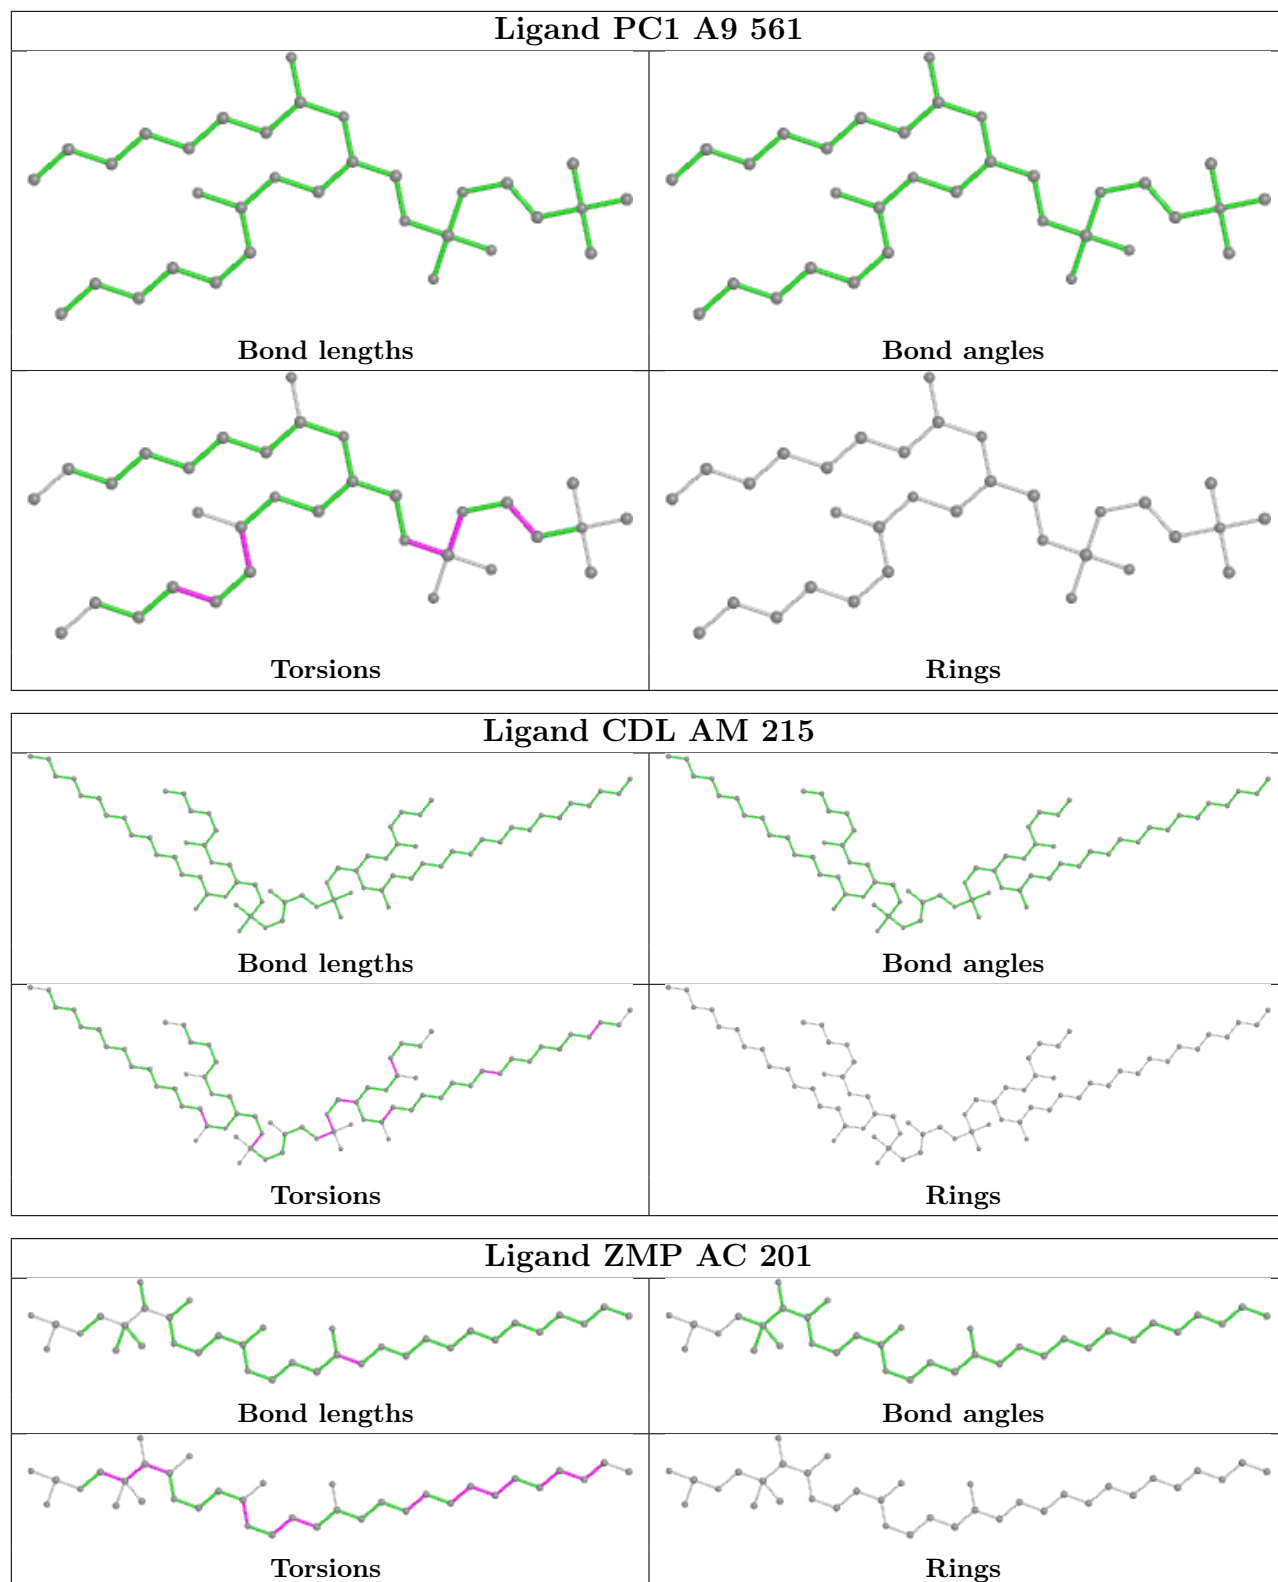 Ligand PC1 A9 561
Bond lengths
Bond angles
Torsions
Rings
Ligand CDL AM 215
Bond lengths
Bond angles
Torsions
Rings
Ligand ZMP AC 201
Bond lengths
Bond angles
Torsions
Rings